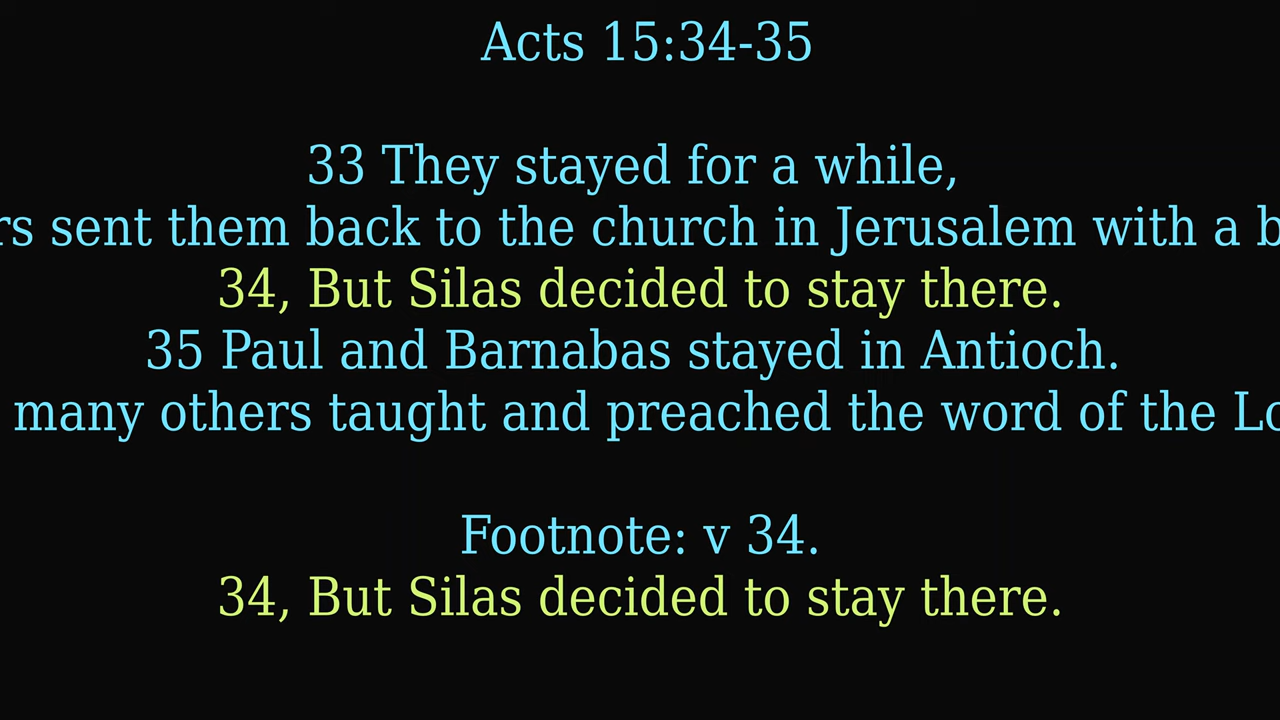 Acts 15:34-35
33 They stayed for a while,
sent them back to the church in Jerusalem with a
34, But Silas decided to stay there.
35 Paul and Barnabas stayed in Antioch.
many others taught and preached the word of the
Footnote: v 34.
34, But Silas decided to stay there.